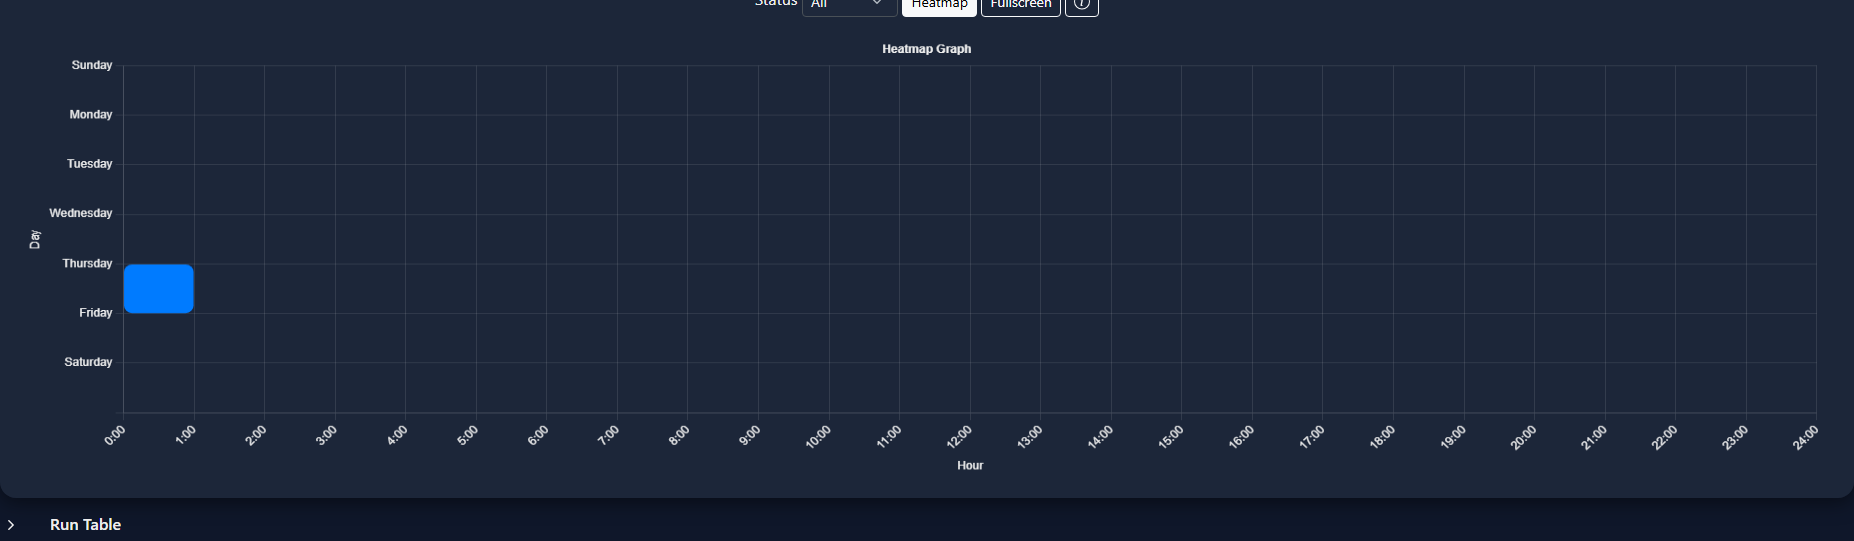 Status All Heatmap Fullscreen
Heatmap Graph
Sunday
Monday
Tuesday
Wednesday
Day
Thursday
Friday
Saturday
0:00 1:00 2:00 3:00 4:00 5:00 6:00 7:00 8:00 9:00 10:00 11:00 12:00 13:00 14:00 15:00 16:00 17:00 18:00 19:00 20:00 21:00 22:00 23:00 24:00
Hour
Run Table